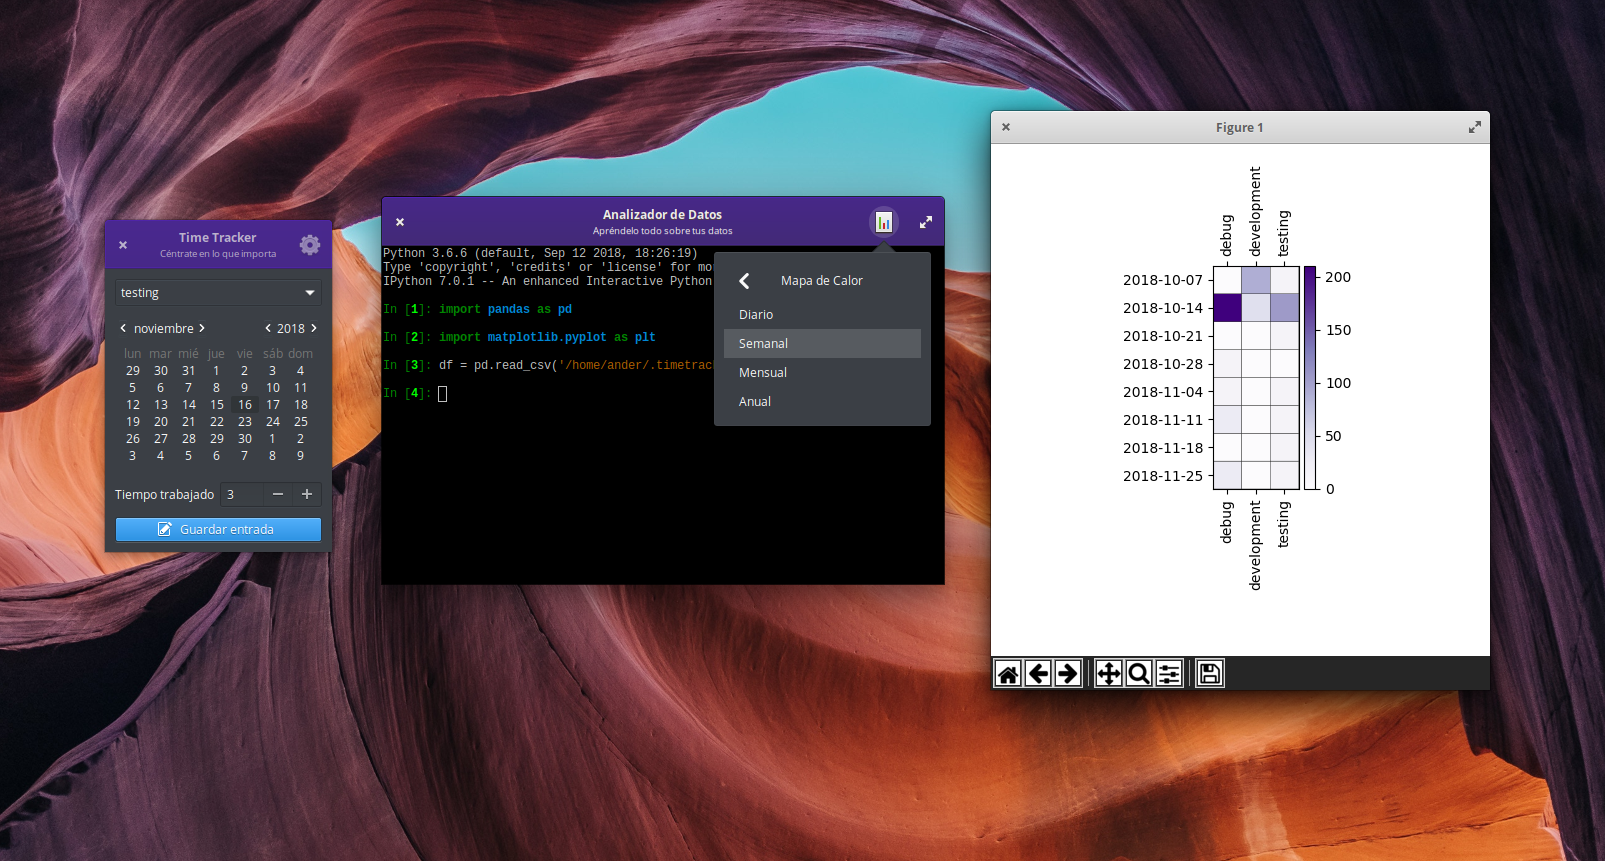 Time Tracker
Céntrate en lo que importa
testing
noviembre 2018
lun mar mié jue vie sáb dom
29 30 31 1 2 3 4
5 6 7 8 9 10 11
12 13 14 15 16 17 18
19 20 21 22 23 24 25
26 27 28 29 30 1 2
3 4 5 6 7 8 9
Tiempo trabajado 3
Guardar entrada
Analizador de Datos
Apréndelo todo sobre tus datos
Python 3.6.6 (default, Sep 12 2018, 18:26:19)
Type 'copyright', 'credits' or 'license' for mo
IPython 7.0.1 -- An enhanced Interactive Python
In [1]: import pandas as pd
In [2]: import matplotlib.pyplot as plt
In [3]: df = pd.read_csv('/home/ander/.timetrac
In [4]:
Mapa de Calor
Diario
Semanal
Mensual
Anual
Figure 1
debug
development
testing
2018-10-07
2018-10-14
2018-10-21
2018-10-28
2018-11-04
2018-11-11
2018-11-18
2018-11-25
200
150
100
50
0
debug
development
testing